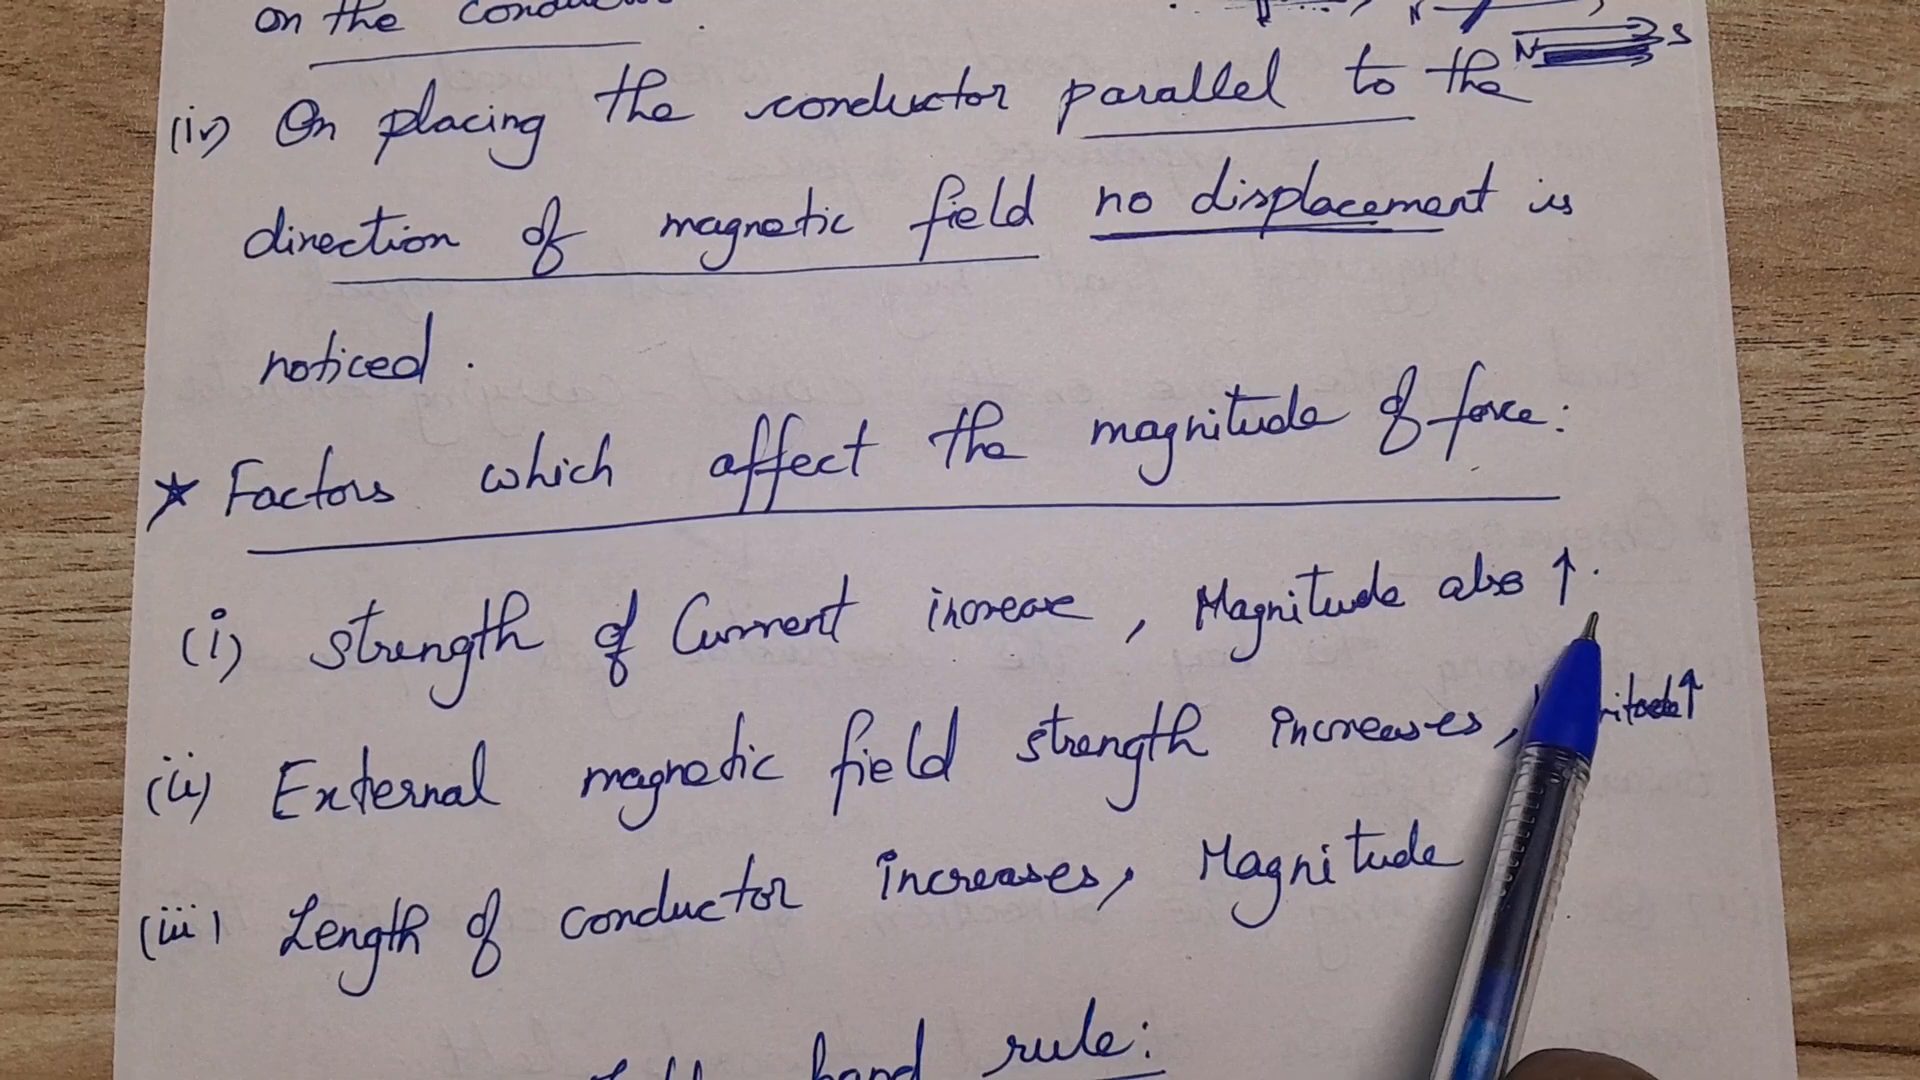 on the
N S
(iv) On placing the conductor parallel to the
direction of magnetic field no displacement is
noticed.
★ Factors which affect the magnitude of force:
(i) Strength of Current increase, Magnitude also ↑.
(ii) External magnetic field strength increases, ↑
(iii) Length of conductor increases, Magnitude
hand rule: